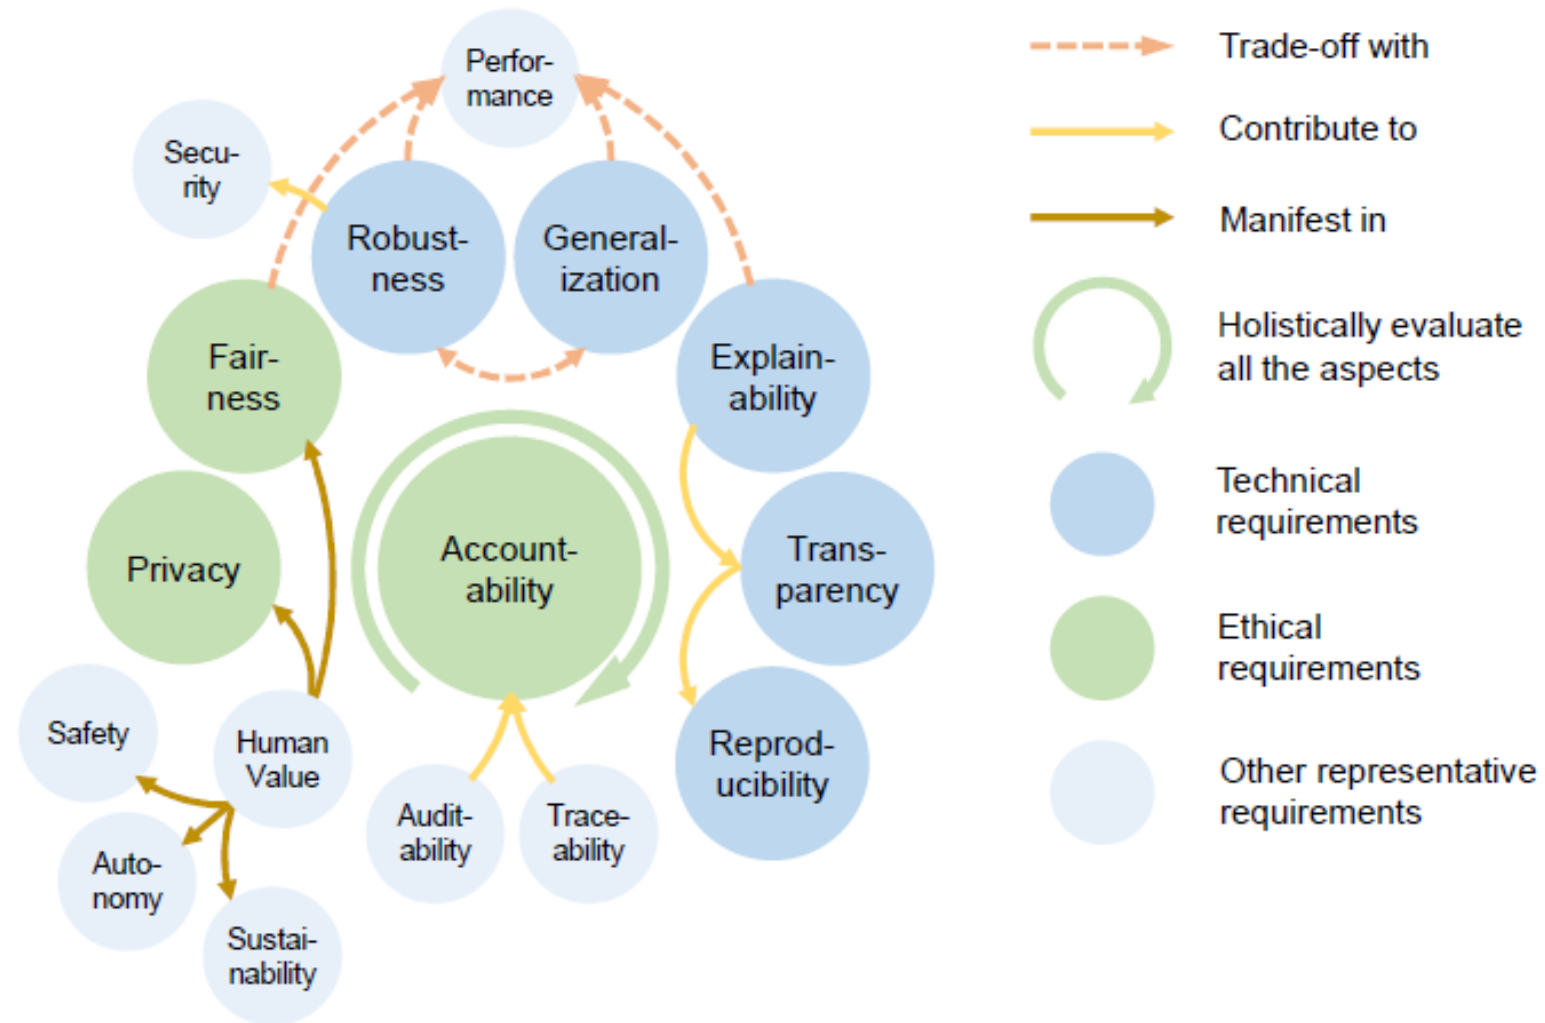 Perfor-
mance
Secu-
rity
Robust-
ness
General-
ization
Fair-
ness
Explain-
ability
Privacy
Account-
ability
Trans-
parency
Safety
Human
Value
Reprod-
ucibility
Audit-
ability
Trace-
ability
Auto-
nomy
Sustai-
nability
Trade-off with
Contribute to
Manifest in
Holistically evaluate
all the aspects
Technical
requirements
Ethical
requirements
Other representative
requirements